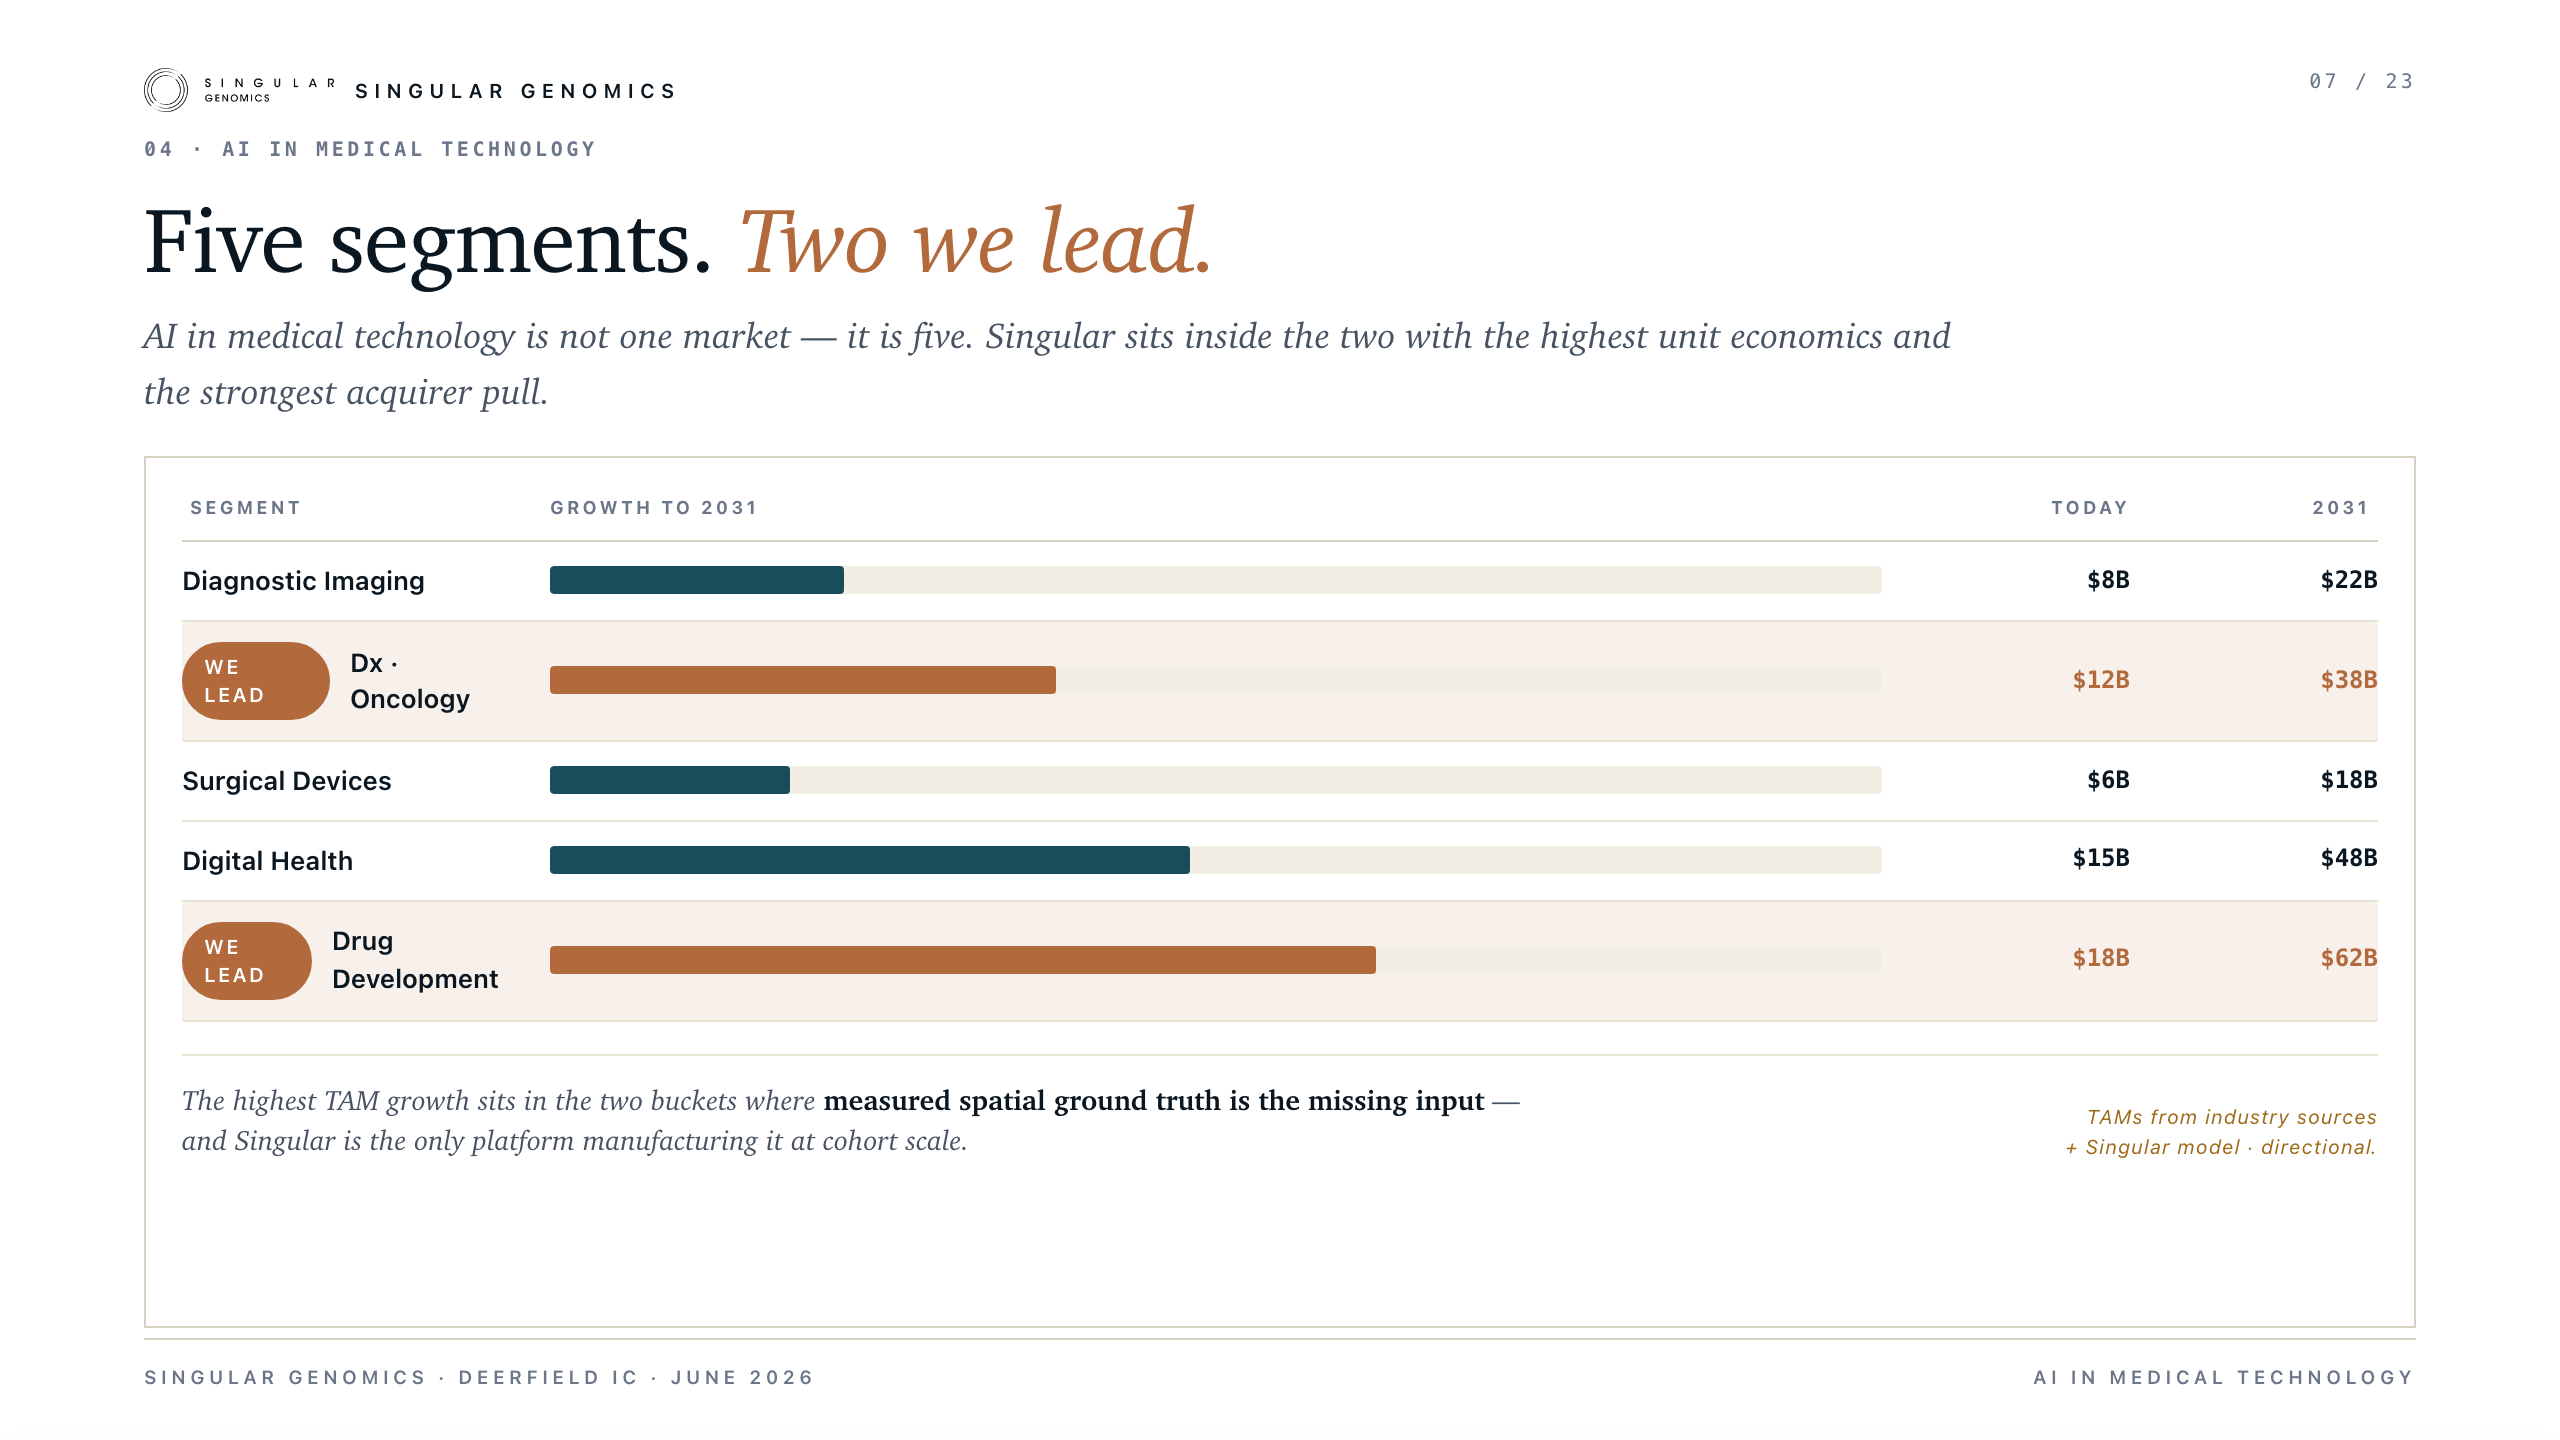 SINGULAR
GENOMICS
SINGULAR GENOMICS
07 / 23
04 · AI IN MEDICAL TECHNOLOGY
Five segments. Two we lead.
AI in medical technology is not one market — it is five. Singular sits inside the two with the highest unit economics and
the strongest acquirer pull.
SEGMENT GROWTH TO 2031 TODAY 2031
Diagnostic Imaging $8B $22B
WE
LEAD
Dx ·
Oncology
$12B $38B
Surgical Devices $6B $18B
Digital Health $15B $48B
WE
LEAD
Drug
Development
$18B $62B
The highest TAM growth sits in the two buckets where measured spatial ground truth is the missing input —
and Singular is the only platform manufacturing it at cohort scale.
TAMs from industry sources
+ Singular model · directional.
SINGULAR GENOMICS · DEERFIELD IC · JUNE 2026
AI IN MEDICAL TECHNOLOGY